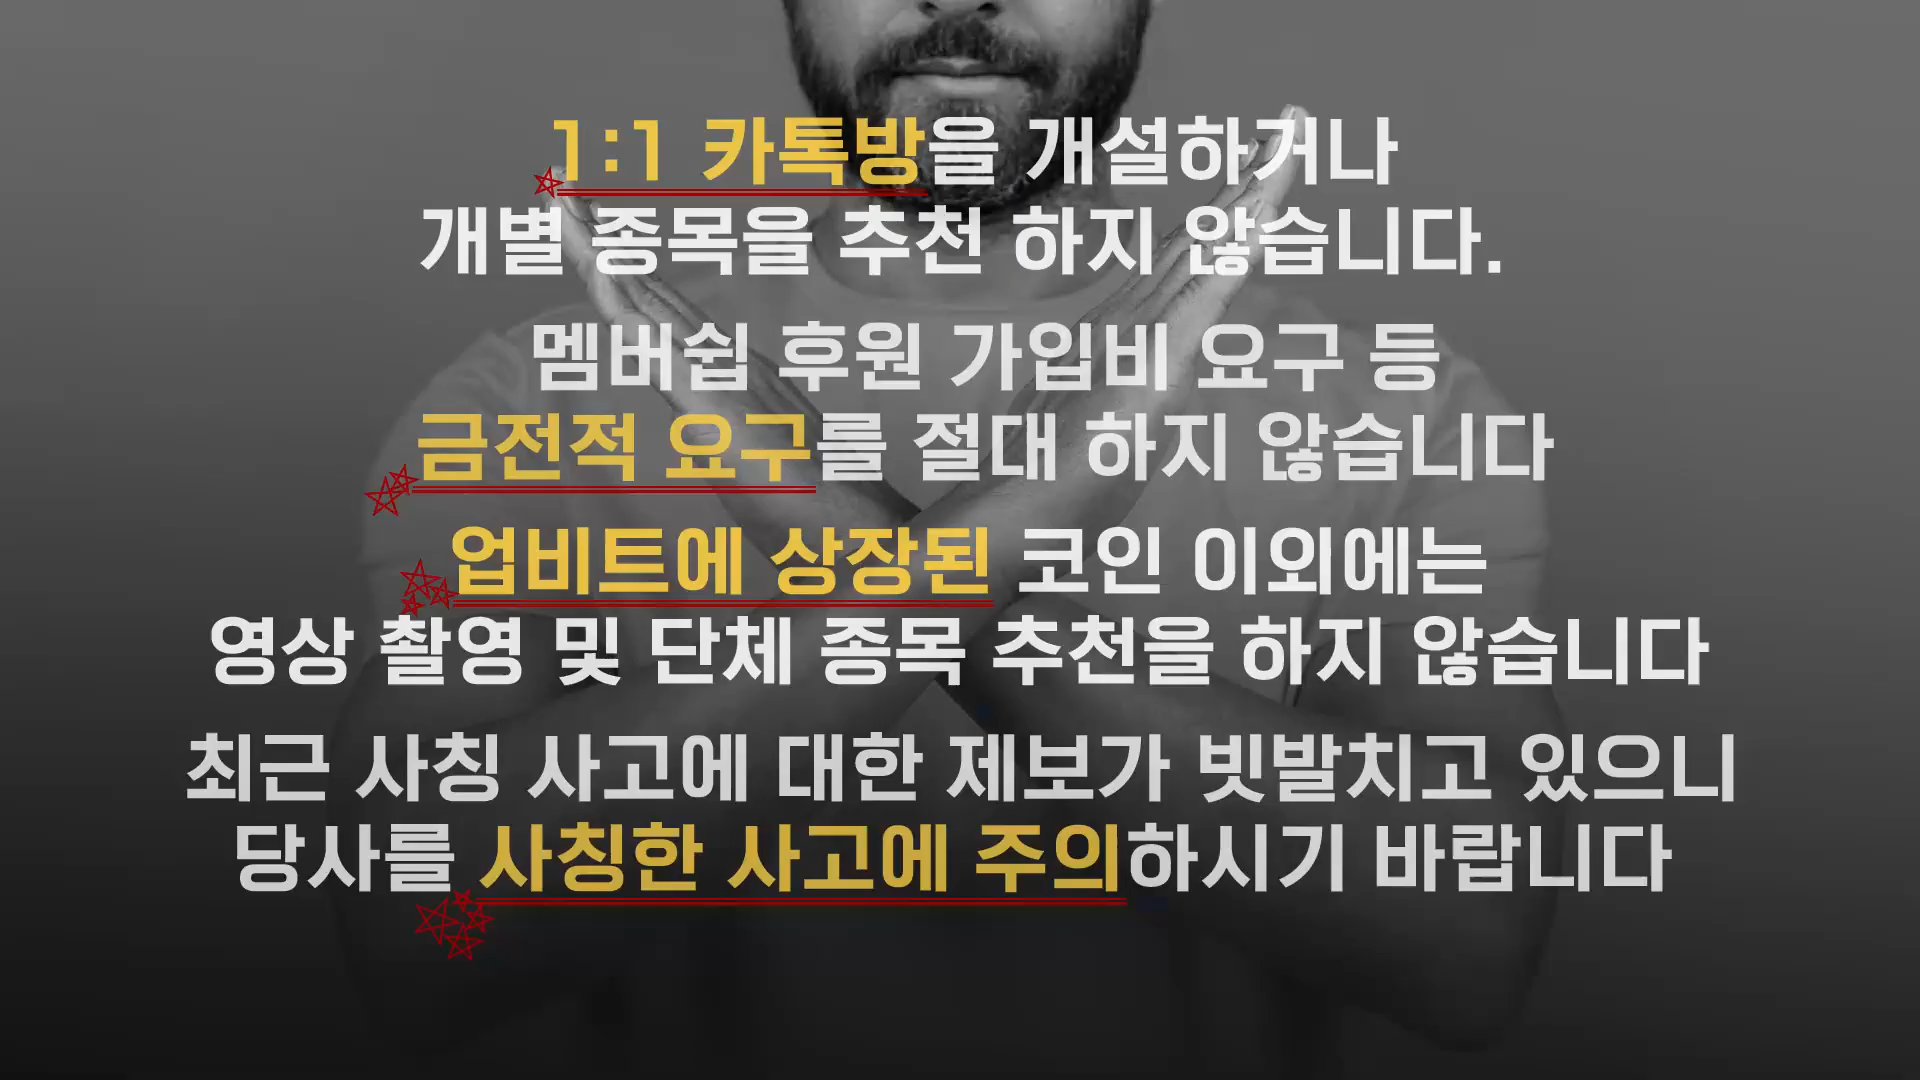 1:1 카톡방을 개설하거나
개별 종목을 추천 하지 않습니다.
멤버쉽 후원 가입비 요구 등
금전적 요구를 절대 하지 않습니다
업비트에 상장된 코인 이외에는
영상 촬영 및 단체 종목 추천을 하지 않습니다
최근 사칭 사고에 대한 제보가 빗발치고 있으니
당사를 사칭한 사고에 주의하시기 바랍니다